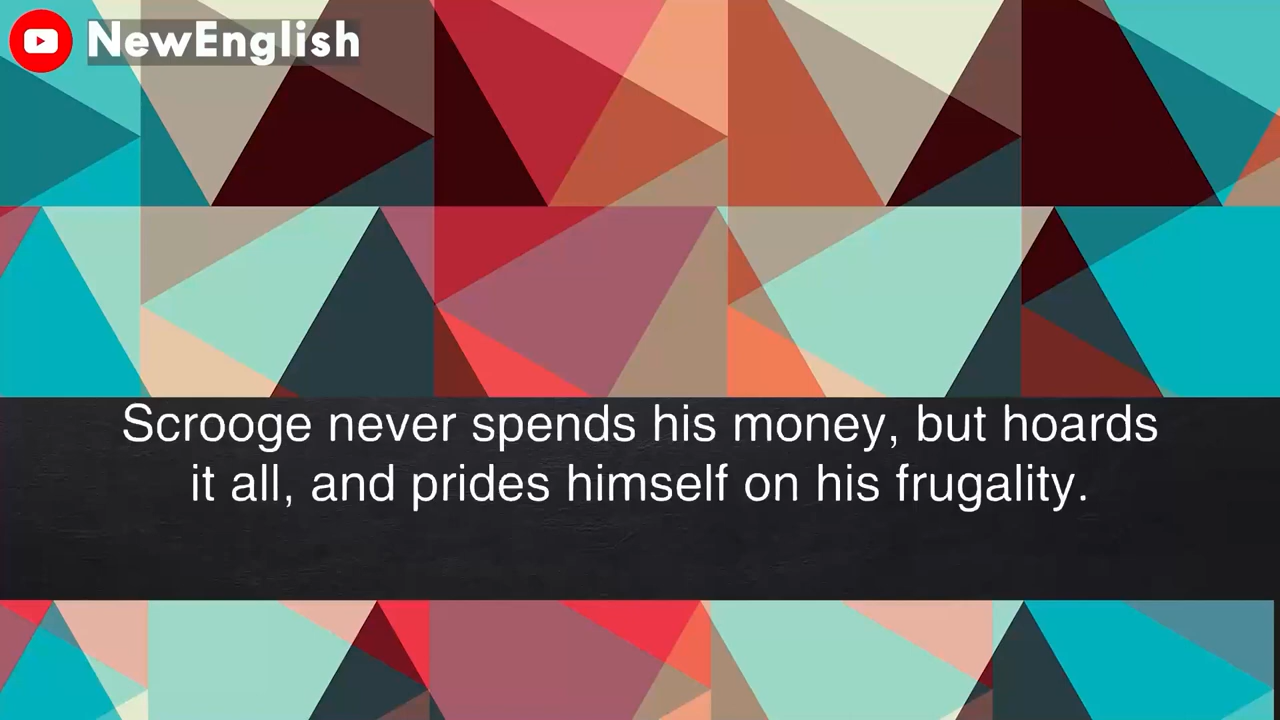 NewEnglish
Scrooge never spends his money, but hoards
it all, and prides himself on his frugality.